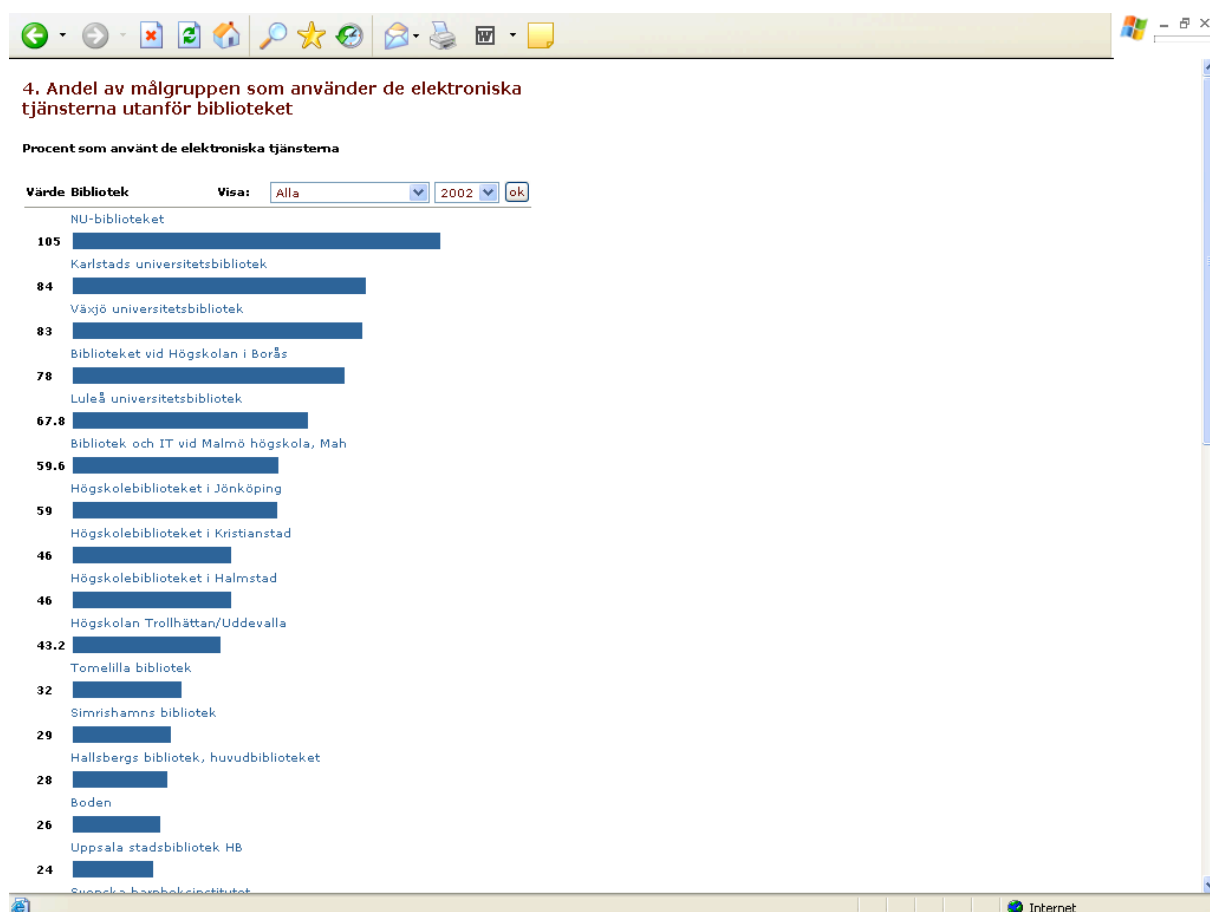 4. Andel av målgruppen som använder de elektroniska
tjänsterna utanför biblioteket
Procent som använt de elektroniska tjänsterna
Värde Bibliotek Visa: Alla 2002 ok
NU-biblioteket
105
Karlstads universitetsbibliotek
84
Växjö universitetsbibliotek
83
Biblioteket vid Högskolan i Borås
78
Luleå universitetsbibliotek
67.8
Bibliotek och IT vid Malmö högskola, Mah
59.6
Högskolebiblioteket i Jönköping
59
Högskolebiblioteket i Kristianstad
46
Högskolebiblioteket i Halmstad
46
Högskolan Trollhättan/Uddevalla
43.2
Tomelilla bibliotek
32
Simrishamns bibliotek
29
Hallsbergs bibliotek, huvudbiblioteket
28
Boden
26
Uppsala stadsbibliotek HB
24
Svenska barnboksinstitutet
Internet